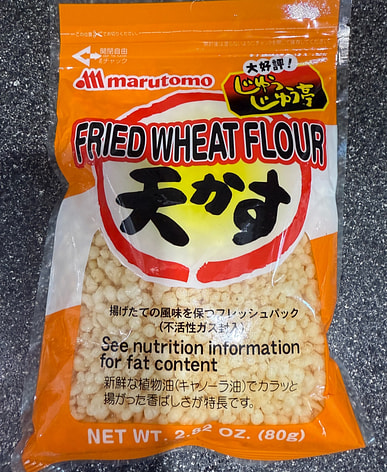 開閉自由
チャック
marutomo
大好評！
じゅう
じゅう亭
FRIED WHEAT FLOUR
天かす
揚げたての風味を保つフレッシュパック
（不活性ガス封入）
See nutrition information
for fat content
新鮮な植物油（キャノーラ油）でカラッと
揚がった香ばしさが特長です。
NET WT. 2.82 OZ. (80g)